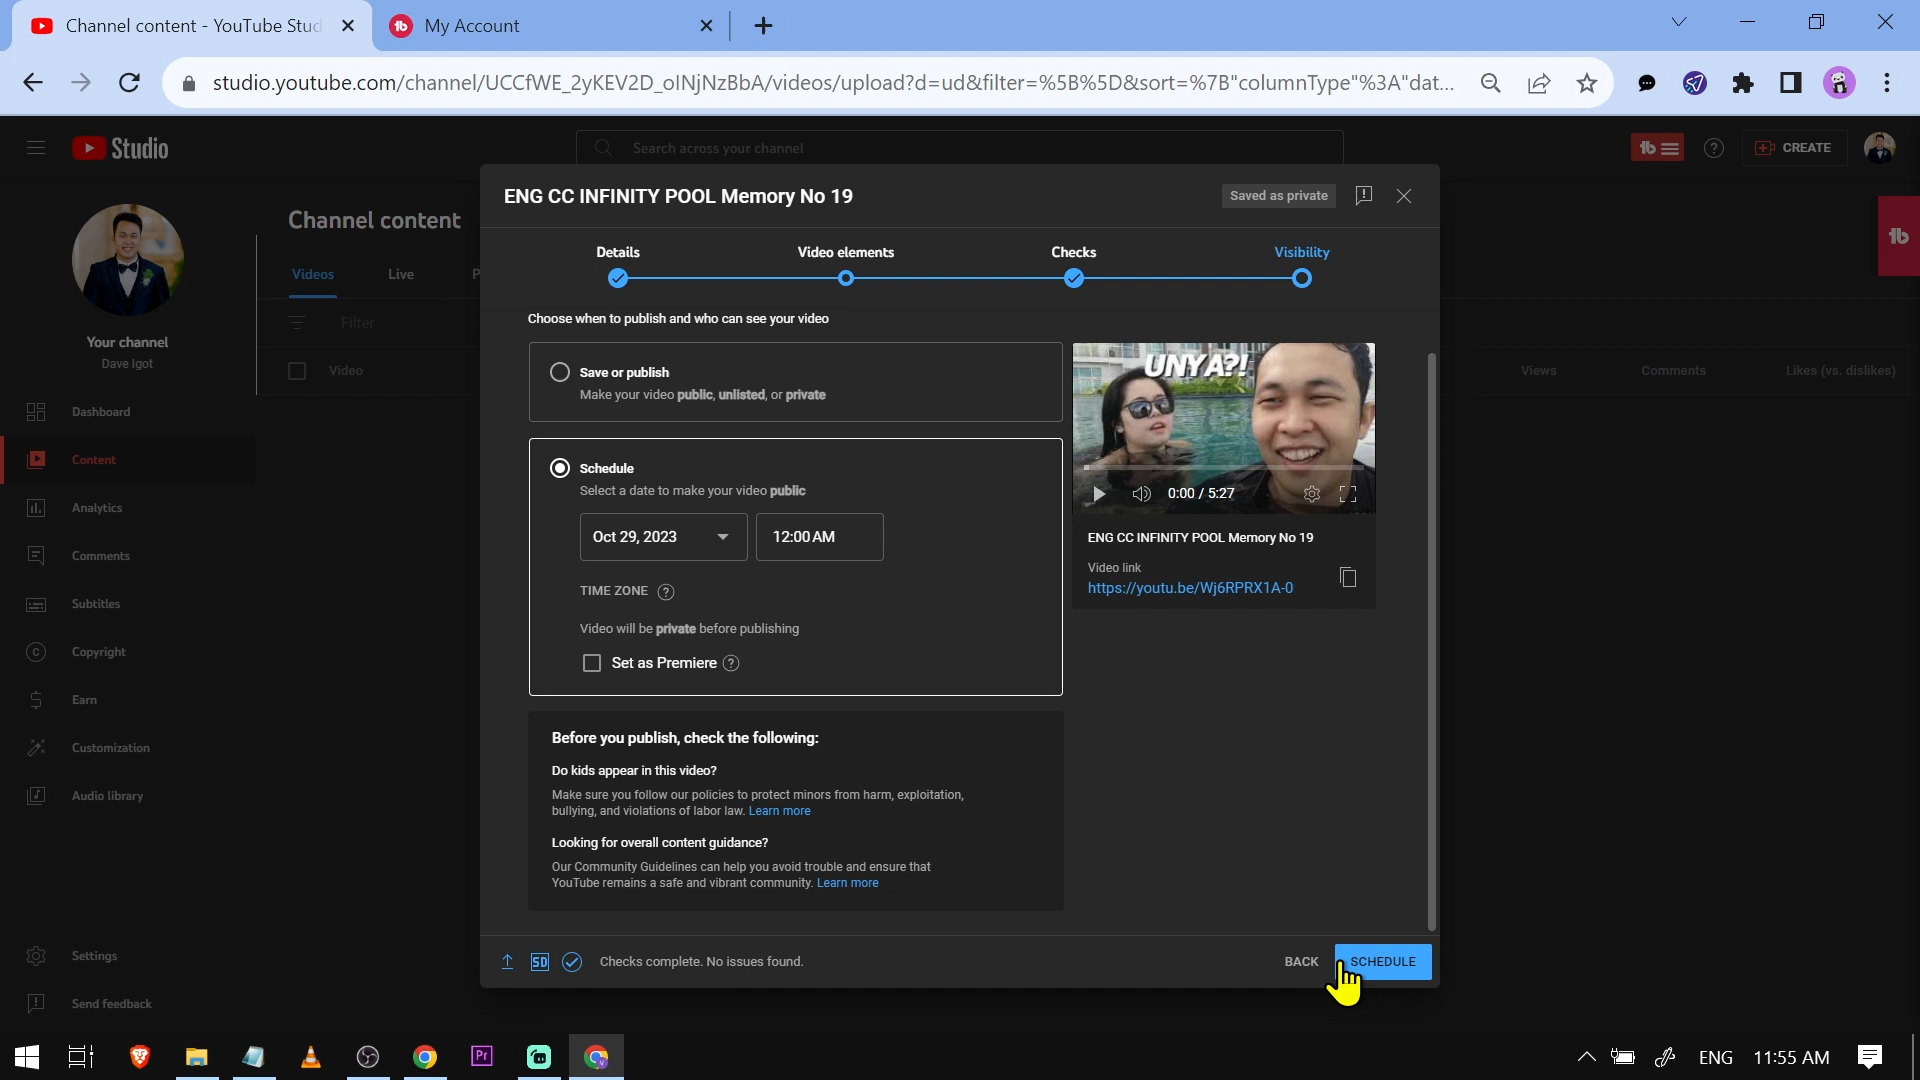 Channel content - YouTube Stud
My Account
studio.youtube.com/channel/UCCfWE_2yKEV2D_olNjNzBbA/videos/upload?d=ud&filter=%5B%5D&sort=%7B"columnType"%3A"dat...
Studio
Search across your channel
CREATE
ENG CC INFINITY POOL Memory No 19
Saved as private
Channel content
Details
Video elements
Checks
Visibility
Videos
Live
P
Filter
Video
Views
Comments
Likes (vs. dislikes)
Your channel
Dave Igot
Dashboard
Content
Analytics
Comments
Subtitles
Copyright
Earn
Customization
Audio library
Settings
Send feedback
Choose when to publish and who can see your video
Save or publish
Make your video public, unlisted, or private
Schedule
Select a date to make your video public
Oct 29, 2023
12:00 AM
TIME ZONE
Video will be private before publishing
Set as Premiere
UNYA?!
0:00 / 5:27
ENG CC INFINITY POOL Memory No 19
Video link
https://youtu.be/Wj6RPRX1A-0
Before you publish, check the following:
Do kids appear in this video?
Make sure you follow our policies to protect minors from harm, exploitation,
bullying, and violations of labor law. Learn more
Looking for overall content guidance?
Our Community Guidelines can help you avoid trouble and ensure that
YouTube remains a safe and vibrant community. Learn more
SD
Checks complete. No issues found.
BACK
SCHEDULE
Pr
ENG
11:55 AM